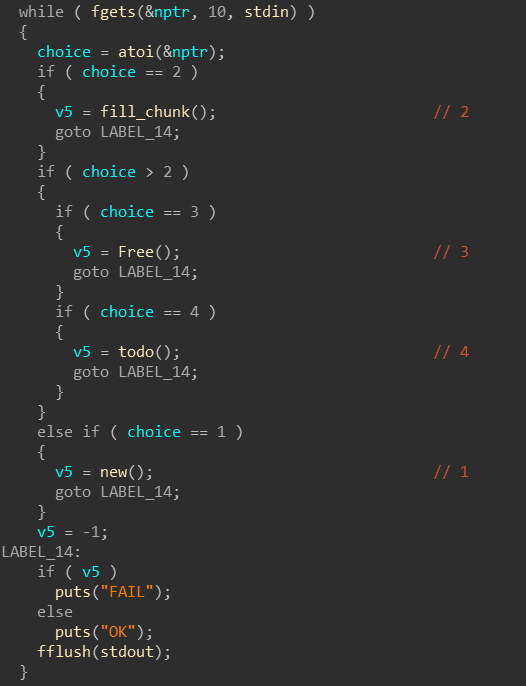 while ( fgets(&nptr, 10, stdin) )
{
  choice = atoi(&nptr);
  if ( choice == 2 )
  {
    v5 = fill_chunk();                        // 2
    goto LABEL_14;
  }
  if ( choice > 2 )
  {
    if ( choice == 3 )
    {
      v5 = Free();                            // 3
      goto LABEL_14;
    }
    if ( choice == 4 )
    {
      v5 = todo();                            // 4
      goto LABEL_14;
    }
  }
  else if ( choice == 1 )
  {
    v5 = new();                               // 1
    goto LABEL_14;
  }
  v5 = -1;
LABEL_14:
  if ( v5 )
    puts("FAIL");
  else
    puts("OK");
  fflush(stdout);
}